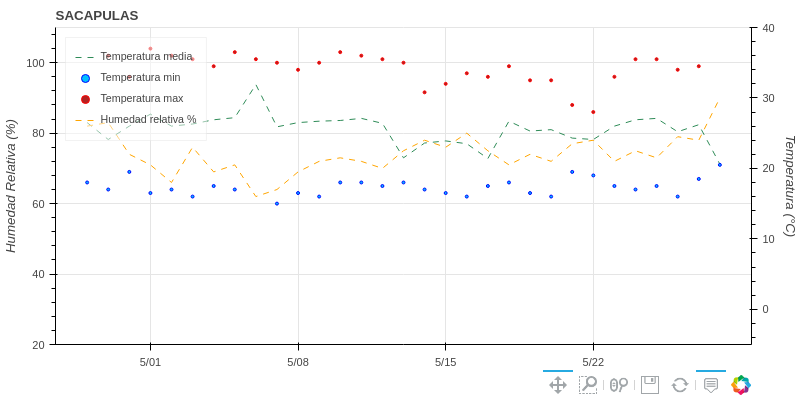 SACAPULAS
Temperatura media
Temperatura min
Temperatura max
Humedad relativa %
Humedad Relativa (%)
100
80
60
40
20
40
30
20
10
0
Temperatura (°C)
5/01
5/08
5/15
5/22